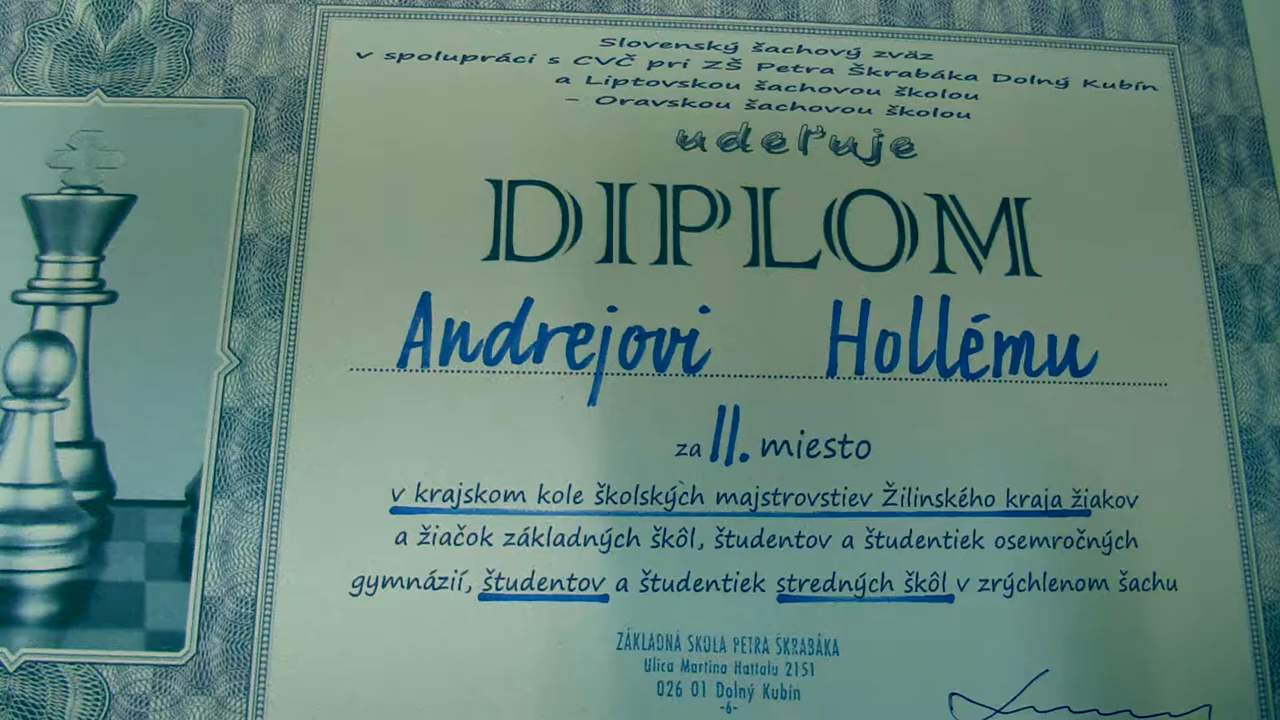 Slovenský šachový zväz
v spolupráci s CVČ pri ZŠ Petra Škrabáka Dolný Kubín
a Liptovskou šachovou školou
– Oravskou šachovou školou
udeľuje
DIPLOM
Andrejovi Hollému
za II. miesto
v krajskom kole školských majstrovstiev Žilinského kraja žiakov
a žiačok základných škôl, študentov a študentiek osemročných
gymnázií, študentov a študentiek stredných škôl v zrýchlenom šachu
ZÁKLADNÁ ŠKOLA PETRA ŠKRABÁKA
Ulica Martina Hattalu 2151
026 01 Dolný Kubín
-6-